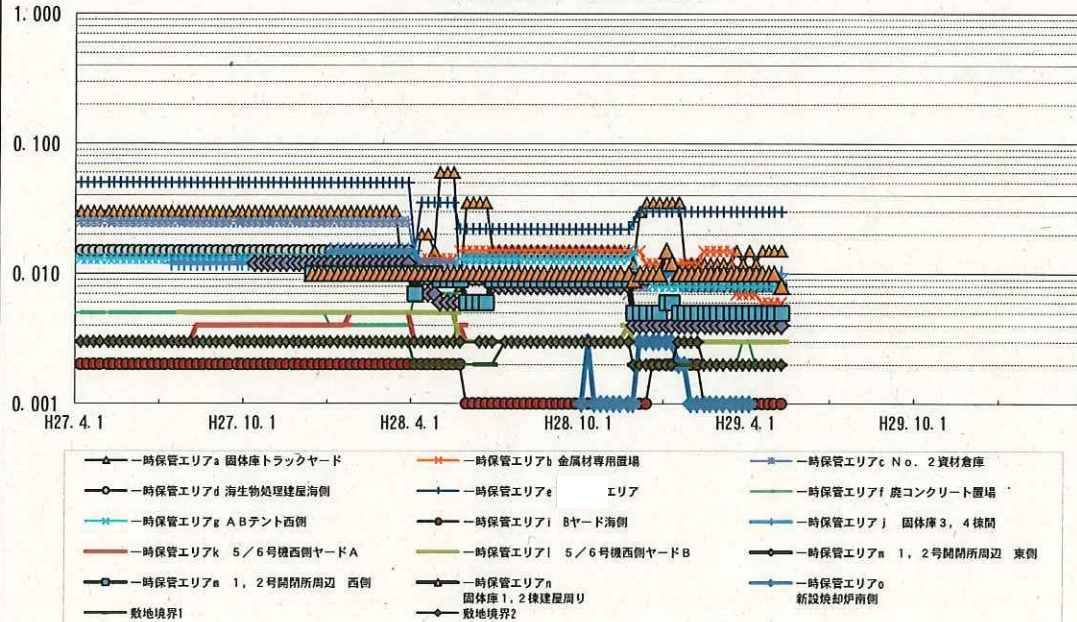 1.000
0.100
0.010
0.001
H27.4.1 H27.10.1 H28.4.1 H28.10.1 H29.4.1 H29.10.1
一時保管エリアa 固体庫トラックヤード
一時保管エリアb 金属材専用置場
一時保管エリアc No.2資材倉庫
一時保管エリアd 海生物処理建屋海側
一時保管エリアe エリア
一時保管エリアf 廃コンクリート置場
一時保管エリアg ABテント西側
一時保管エリアi Bヤード海側
一時保管エリアj 固体庫3,4棟間
一時保管エリアk 5/6号機西側ヤードA
一時保管エリアl 5/6号機西側ヤードB
一時保管エリアm 1,2号開閉所周辺 東側
一時保管エリアm 1,2号開閉所周辺 西側
一時保管エリアn
固体庫1,2棟建屋周り
一時保管エリアo
新設焼却炉南側
敷地境界1
敷地境界2